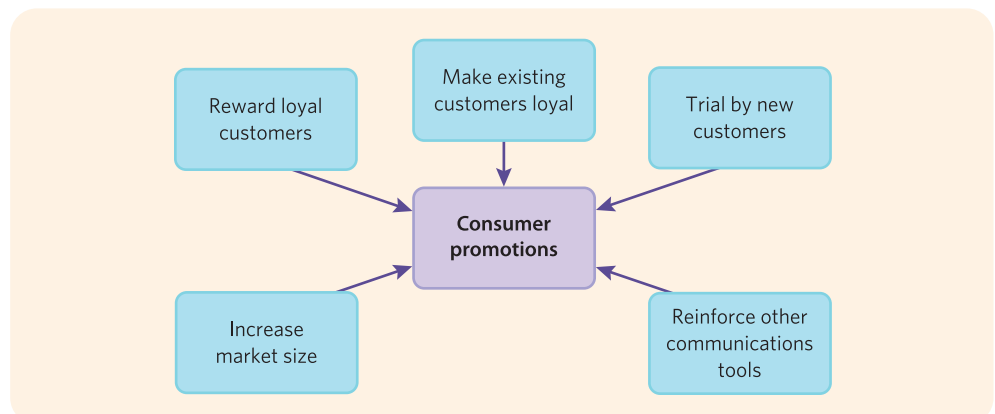 Make existing
customers loyal
Reward loyal
customers
Trial by new
customers
Consumer
promotions
Increase
market size
Reinforce other
communications
tools